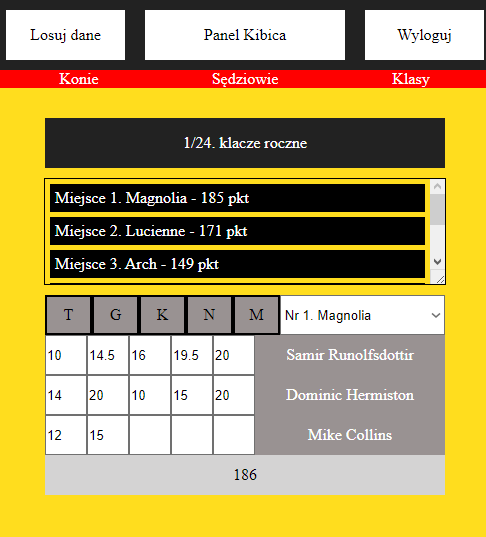 Losuj dane Panel Kibica Wyloguj
Konie Sędziowie Klasy
1/24. klacze roczne
Miejsce 1. Magnolia - 185 pkt
Miejsce 2. Lucienne - 171 pkt
Miejsce 3. Arch - 149 pkt
T G K N M Nr 1. Magnolia
10 14.5 16 19.5 20 Samir Runolfsdottir
14 20 10 15 20 Dominic Hermiston
12 15 Mike Collins
186